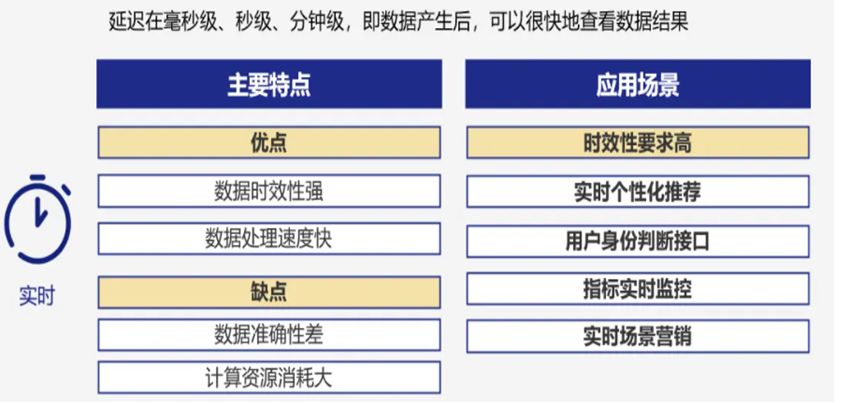 延迟在毫秒级、秒级、分钟级，即数据产生后，可以很快地查看数据结果
主要特点
优点
数据时效性强
数据处理速度快
缺点
数据准确性差
计算资源消耗大
应用场景
时效性要求高
实时个性化推荐
用户身份判断接口
指标实时监控
实时场景营销
实时